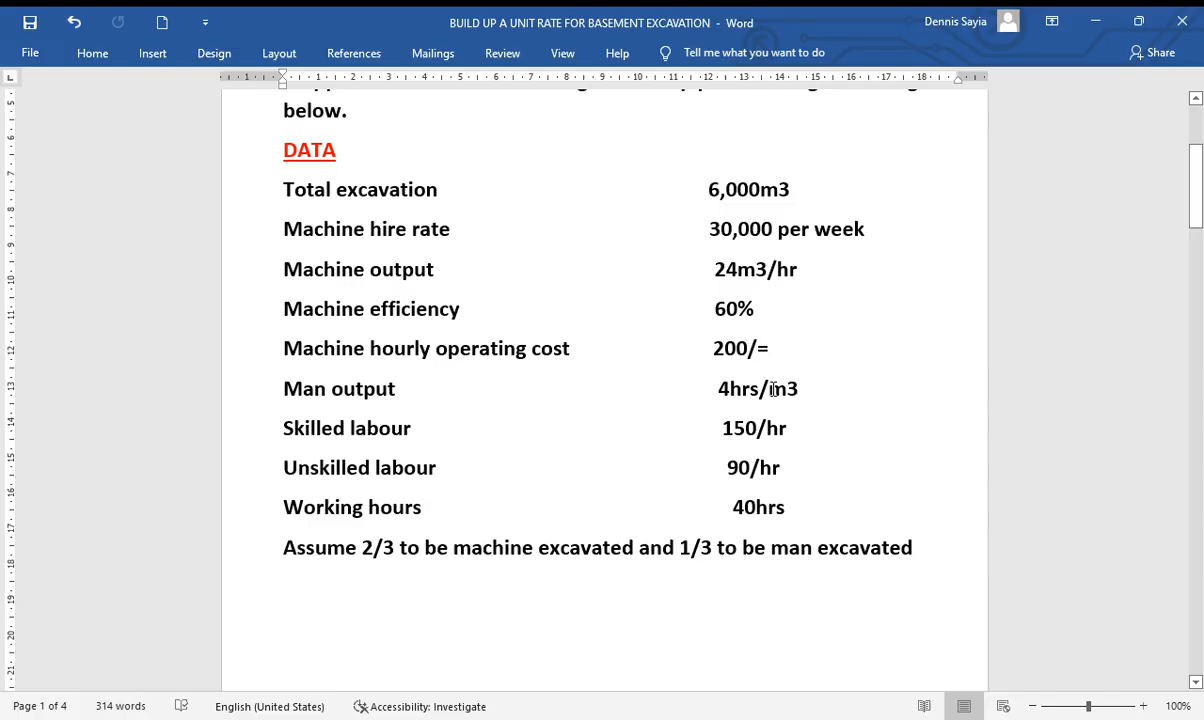 BUILD UP A UNIT RATE FOR BASEMENT EXCAVATION - Word
Dennis Sayia
File Home Insert Design Layout References Mailings Review View Help Tell me what you want to do Share
below.
DATA
Total excavation 6,000m3
Machine hire rate 30,000 per week
Machine output 24m3/hr
Machine efficiency 60%
Machine hourly operating cost 200/=
Man output 4hrs/m3
Skilled labour 150/hr
Unskilled labour 90/hr
Working hours 40hrs
Assume 2/3 to be machine excavated and 1/3 to be man excavated
Page 1 of 4 314 words English (United States) Accessibility: Investigate 100%